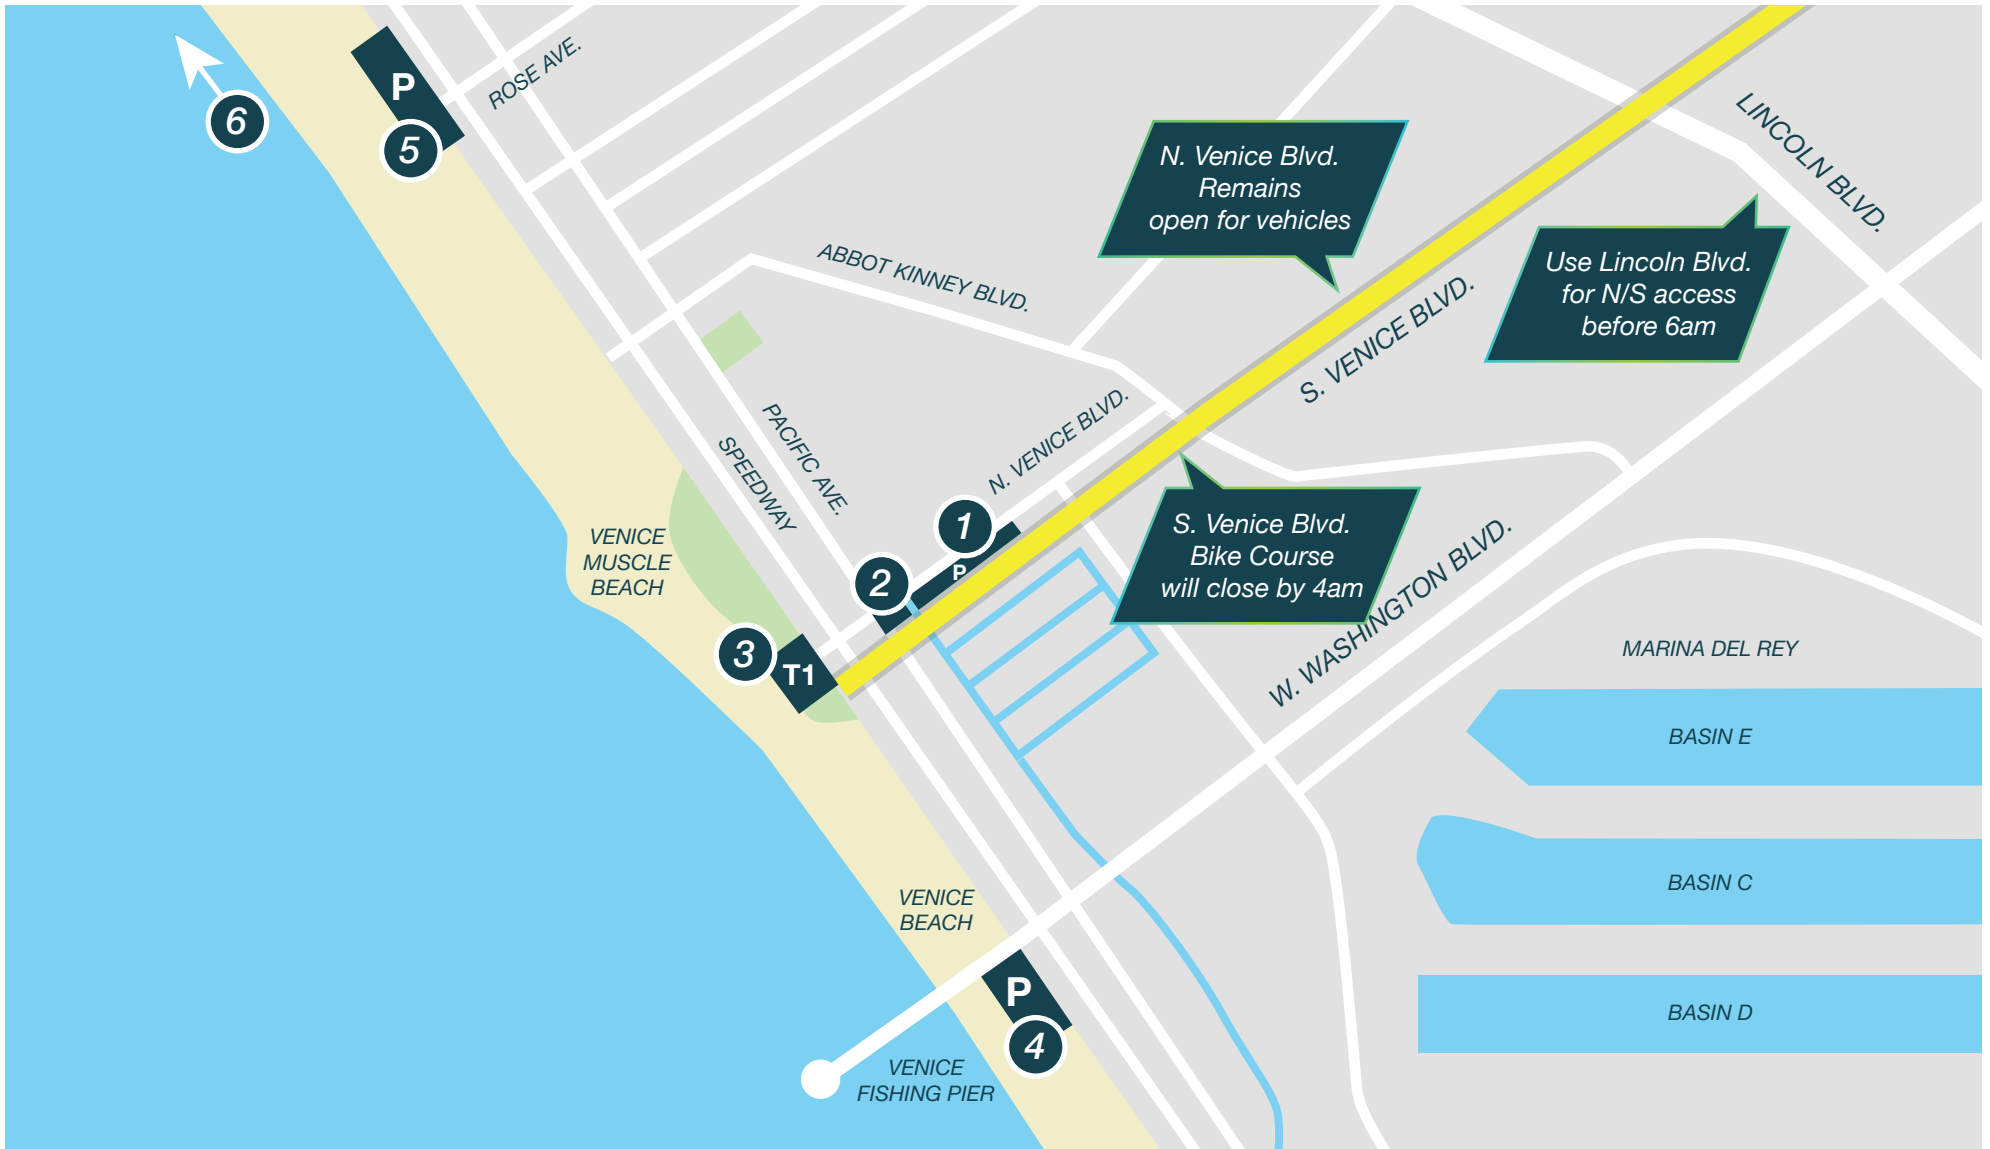 P
5
6
ROSE AVE.
LINCOLN BLVD.
N. Venice Blvd.
Remains
open for vehicles
ABBOT KINNEY BLVD.
Use Lincoln Blvd.
for N/S access
before 6am
S. VENICE BLVD.
PACIFIC AVE.
SPEEDWAY
N. VENICE BLVD.
1
P
2
S. Venice Blvd.
Bike Course
will close by 4am
VENICE
MUSCLE
BEACH
3
T1
W. WASHINGTON BLVD.
MARINA DEL REY
BASIN E
BASIN C
VENICE
BEACH
P
4
BASIN D
VENICE
FISHING PIER